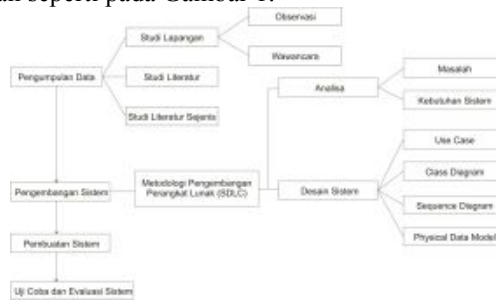 seperti pada Gambar 1.
Observasi
Studi Lapangan
Wawancara
Pengumpulan Data
Studi Literatur
Studi Literatur Sejenis
Analisa
Masalah
Kebutuhan Sistem
Pengembangan Sistem
Metodologi Pengembangan
Perangkat Lunak (SDLC)
Desain Sistem
Use Case
Class Diagram
Sequence Diagram
Physical Data Model
Pembuatan Sistem
Uji Coba dan Evaluasi Sistem